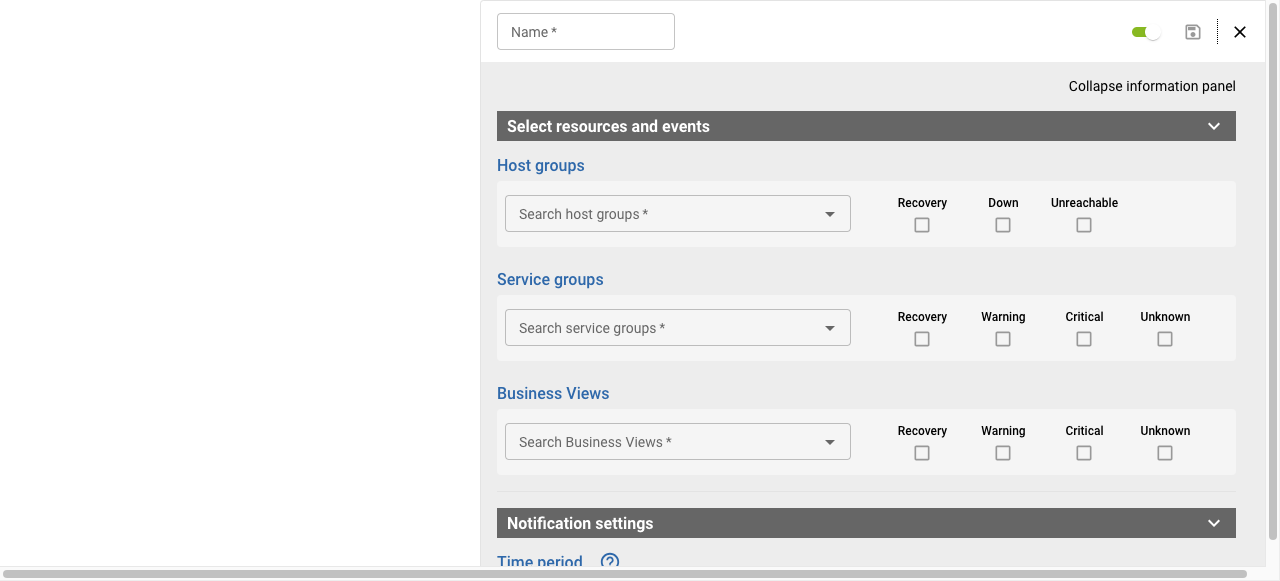 Name *
Collapse information panel
Select resources and events
Host groups
Search host groups *
Recovery Down Unreachable
Service groups
Search service groups *
Recovery Warning Critical Unknown
Business Views
Search Business Views *
Recovery Warning Critical Unknown
Notification settings
Time period ?